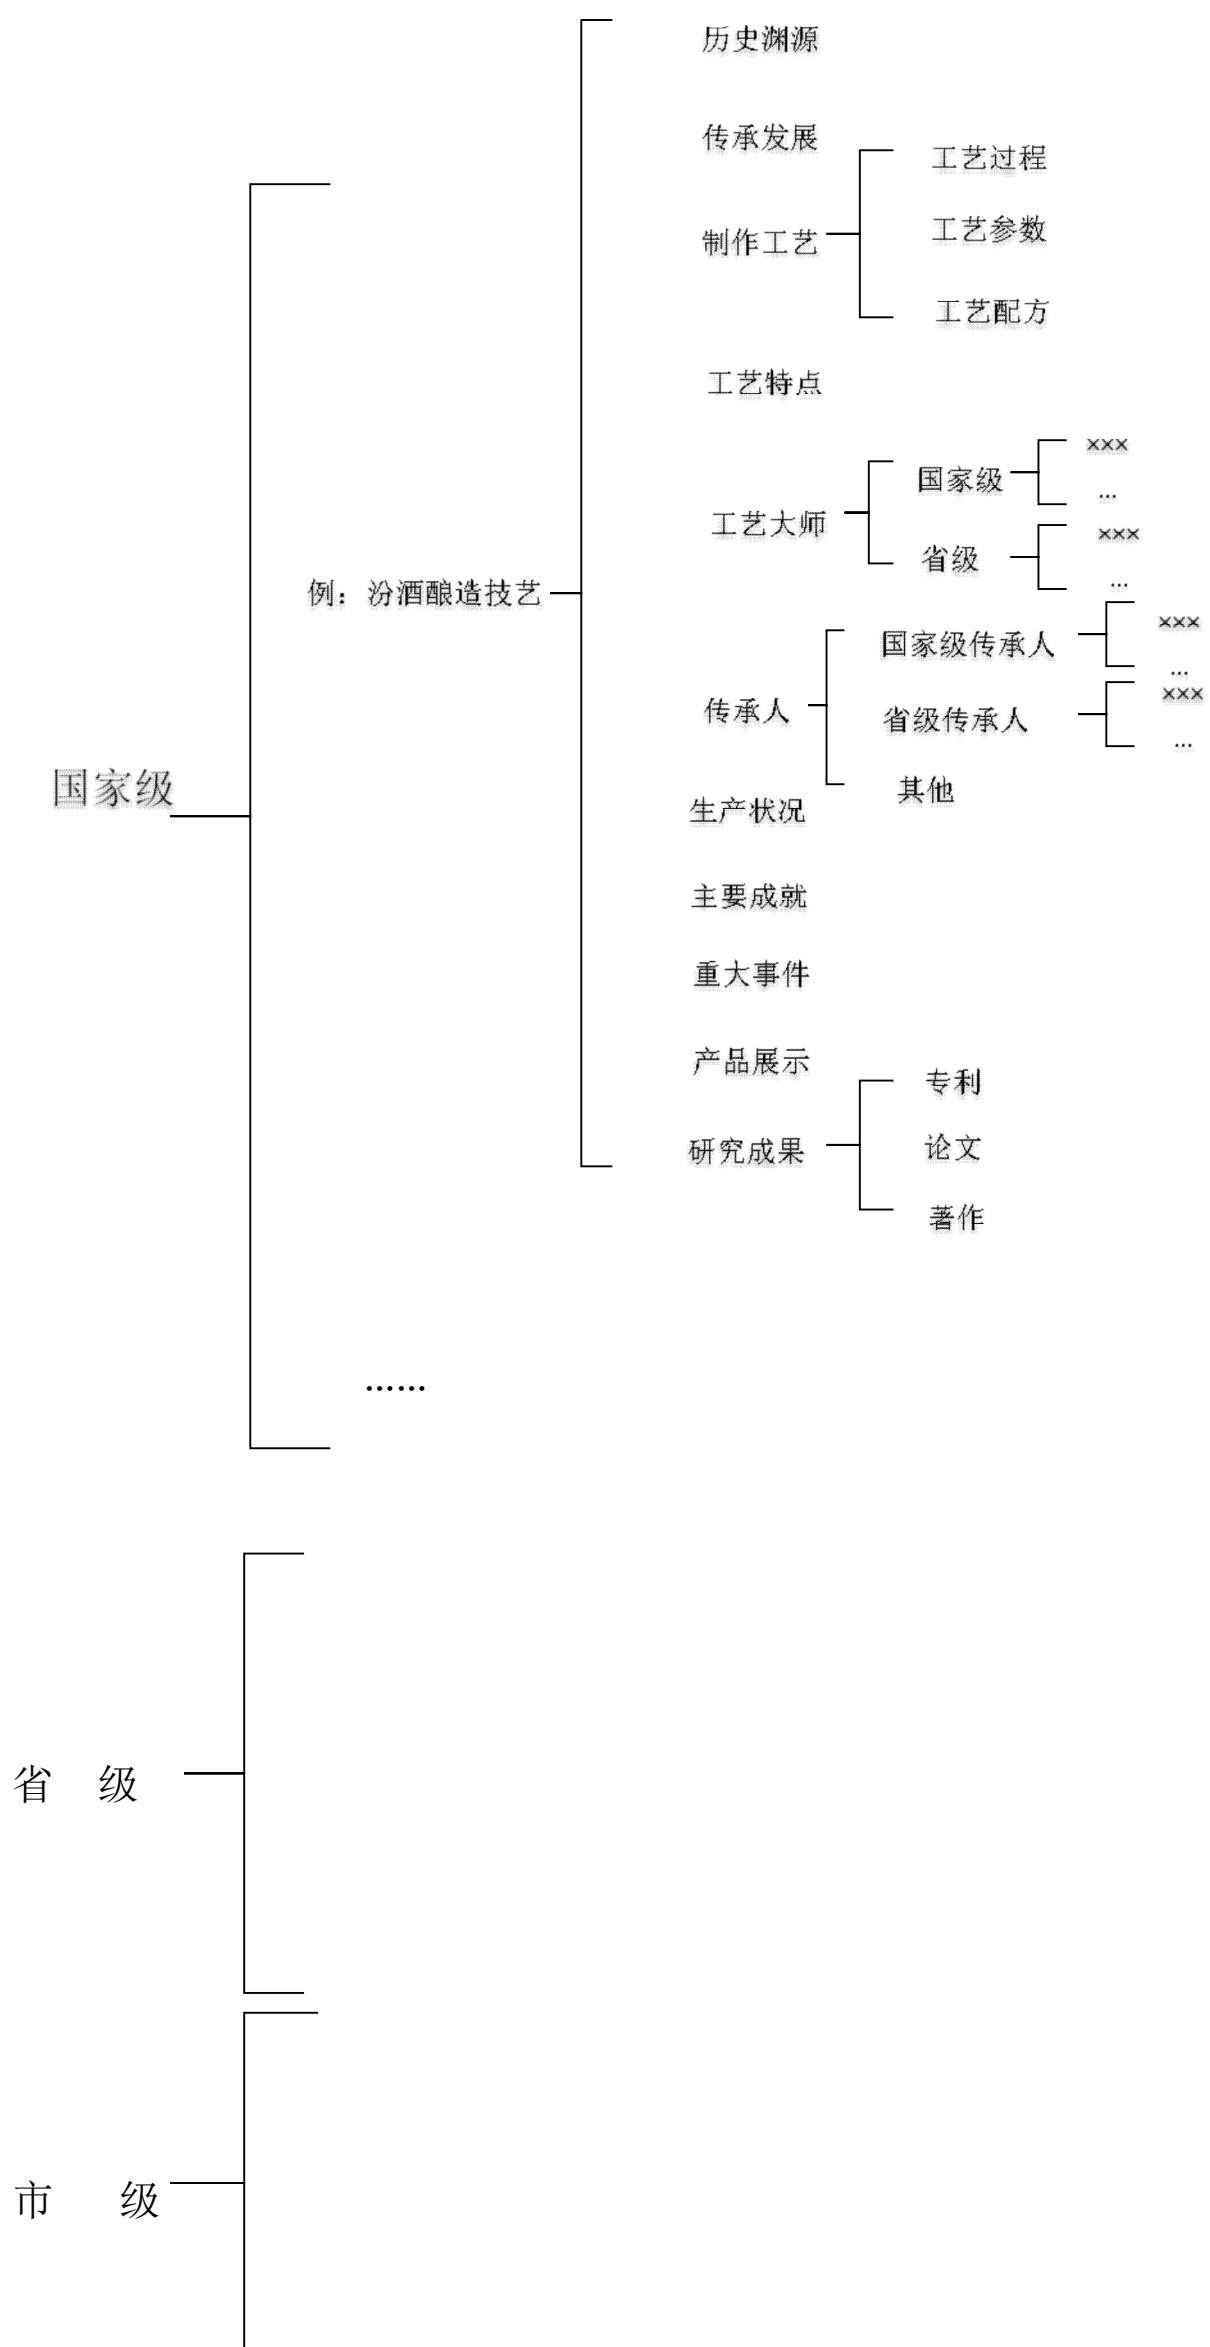 历史渊源
传承发展
工艺过程
工艺参数
制作工艺
工艺配方
工艺特点
×××
国家级
...
工艺大师
×××
省级
...
例：汾酒酿造技艺
×××
国家级传承人
...
×××
传承人
省级传承人
...
国家级
其他
生产状况
主要成就
重大事件
产品展示
专利
论文
研究成果
著作
……
省 级
市 级